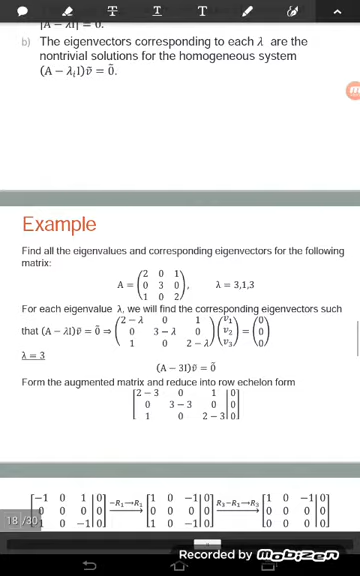 |A − λI| = 0.
b) The eigenvectors corresponding to each λ are the
nontrivial solutions for the homogeneous system
(A − λᵢI)ṽ = 0̃.
Example
Find all the eigenvalues and corresponding eigenvectors for the following
matrix:
A = (2 0 1
0 3 0
1 0 2), λ = 3,1,3
For each eigenvalue λ, we will find the corresponding eigenvectors such
that (A − λI)ṽ = 0̃ ⇒ (2 − λ 0 1
0 3 − λ 0
1 0 2 − λ) (v₁
v₂
v₃) = (0
0
0)
λ = 3
(A − 3I)ṽ = 0̃
Form the augmented matrix and reduce into row echelon form
[2 − 3 0 1 | 0
0 3 − 3 0 | 0
1 0 2 − 3 | 0]
[−1 0 1 | 0
0 0 0 | 0
1 0 −1 | 0] −R₁→R₁ [1 0 −1 | 0
0 0 0 | 0
1 0 −1 | 0] R₃−R₁→R₃ [1 0 −1 | 0
0 0 0 | 0
0 0 0 | 0]
18 / 30
Recorded by Mobizen